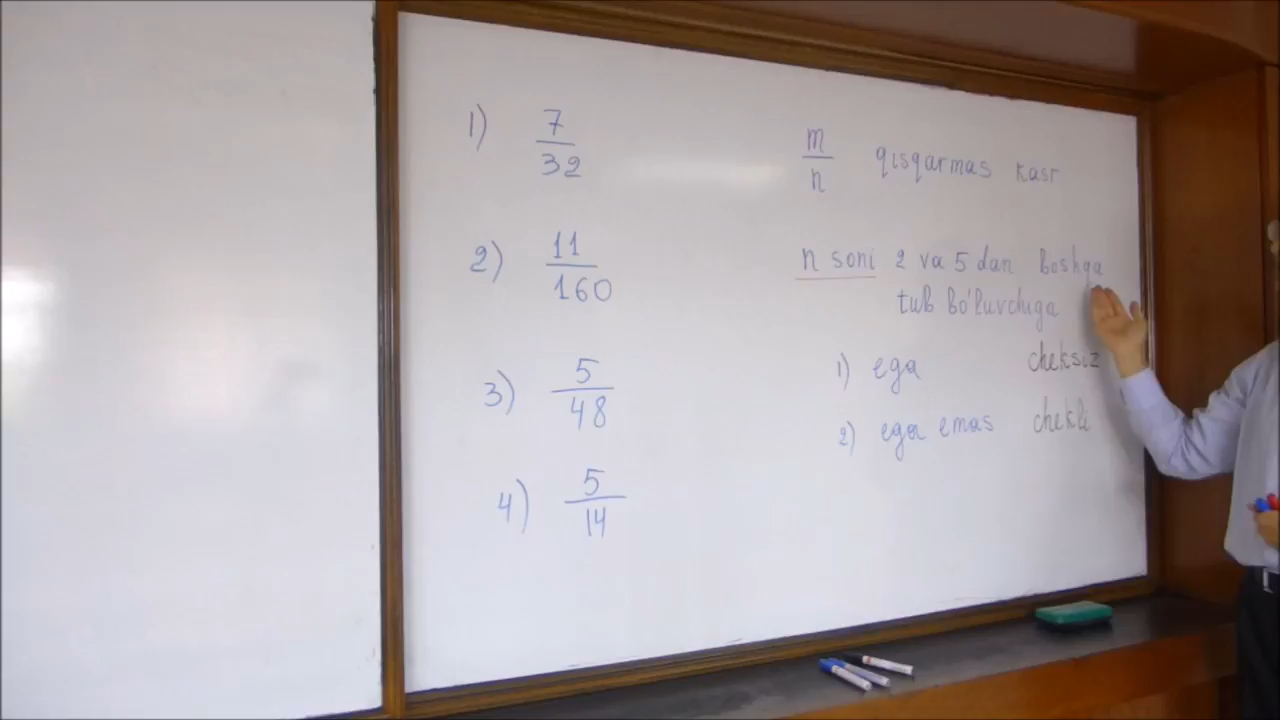 1) 7/32
2) 11/160
3) 5/48
4) 5/14
m/n qisqarmas kasr
n soni 2 va 5 dan boshqa
tub bo'luvchiga
1) ega cheksiz
2) ega emas chekli